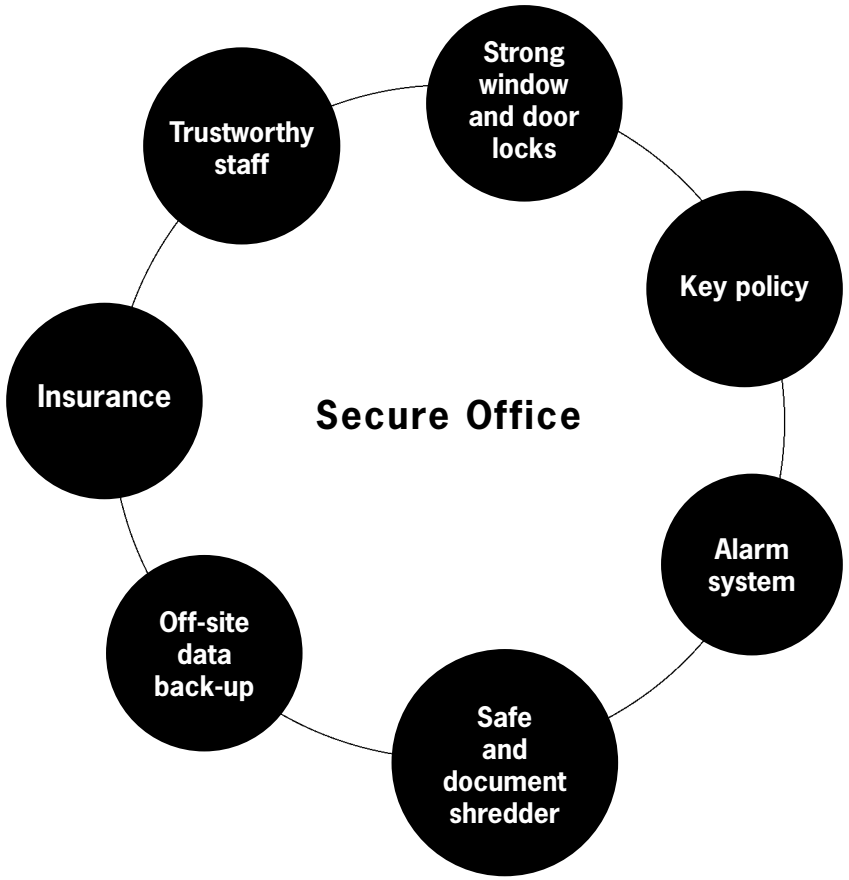 Strong
window
and door
locks
Trustworthy
staff
Key policy
Insurance
Secure Office
Alarm
system
Off-site
data
back-up
Safe
and
document
shredder